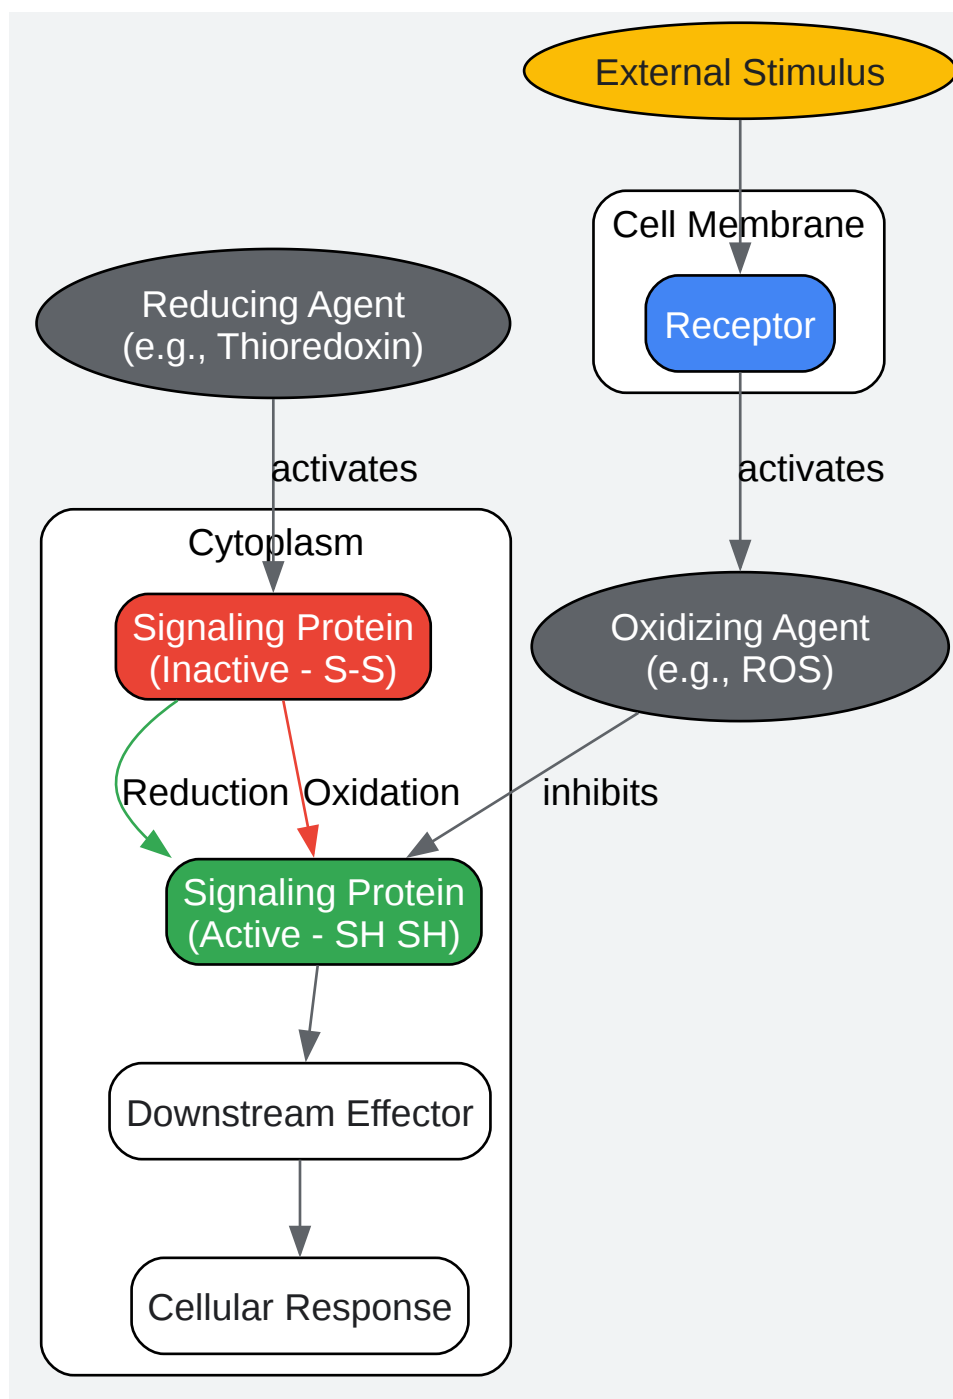 External Stimulus
Cell Membrane
Receptor
Reducing Agent
(e.g., Thioredoxin)
activates
activates
Cytoplasm
Signaling Protein
(Inactive - S-S)
Oxidizing Agent
(e.g., ROS)
Reduction
Oxidation
inhibits
Signaling Protein
(Active - SH SH)
Downstream Effector
Cellular Response